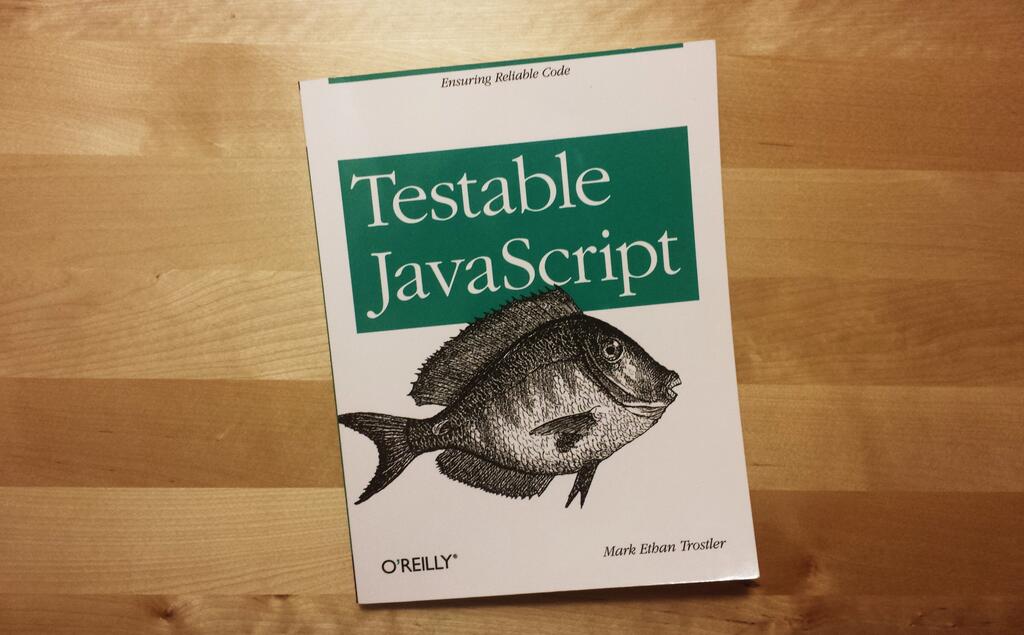 Ensuring Reliable Code
Testable
JavaScript
O'REILLY®
Mark Ethan Trostler